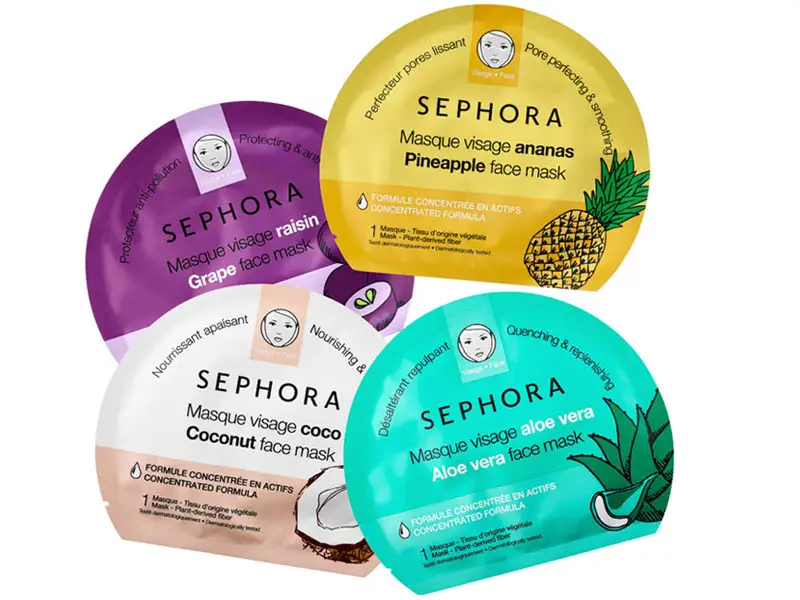 Perfecteur pores lissant
Visage • Face
Pore perfecting & smoothing
SEPHORA
Masque visage ananas
Pineapple face mask
FORMULE CONCENTRÉE EN ACTIFS
CONCENTRATED FORMULA
1 Masque - Tissu d'origine végétale
Mask - Plant-derived fiber
Testé dermatologiquement • Dermatologically tested
Protecteur anti-pollution
Protecting & anti
SEPHORA
Masque visage raisin
Grape face mask
Nourrissant apaisant
Visage • Face
Nourishing &
SEPHORA
Masque visage coco
Coconut face mask
FORMULE CONCENTRÉE EN ACTIFS
CONCENTRATED FORMULA
1 Masque - Tissu d'origine végétale
Mask - Plant-derived fiber
Testé dermatologiquement • Dermatologically tested
Désaltérant repulpant
Visage • Face
Quenching & replenishing
SEPHORA
Masque visage aloe vera
Aloe vera face mask
FORMULE CONCENTRÉE EN ACTIFS
CONCENTRATED FORMULA
1 Masque - Tissu d'origine végétale
Mask - Plant-derived fiber
Testé dermatologiquement • Dermatologically tested